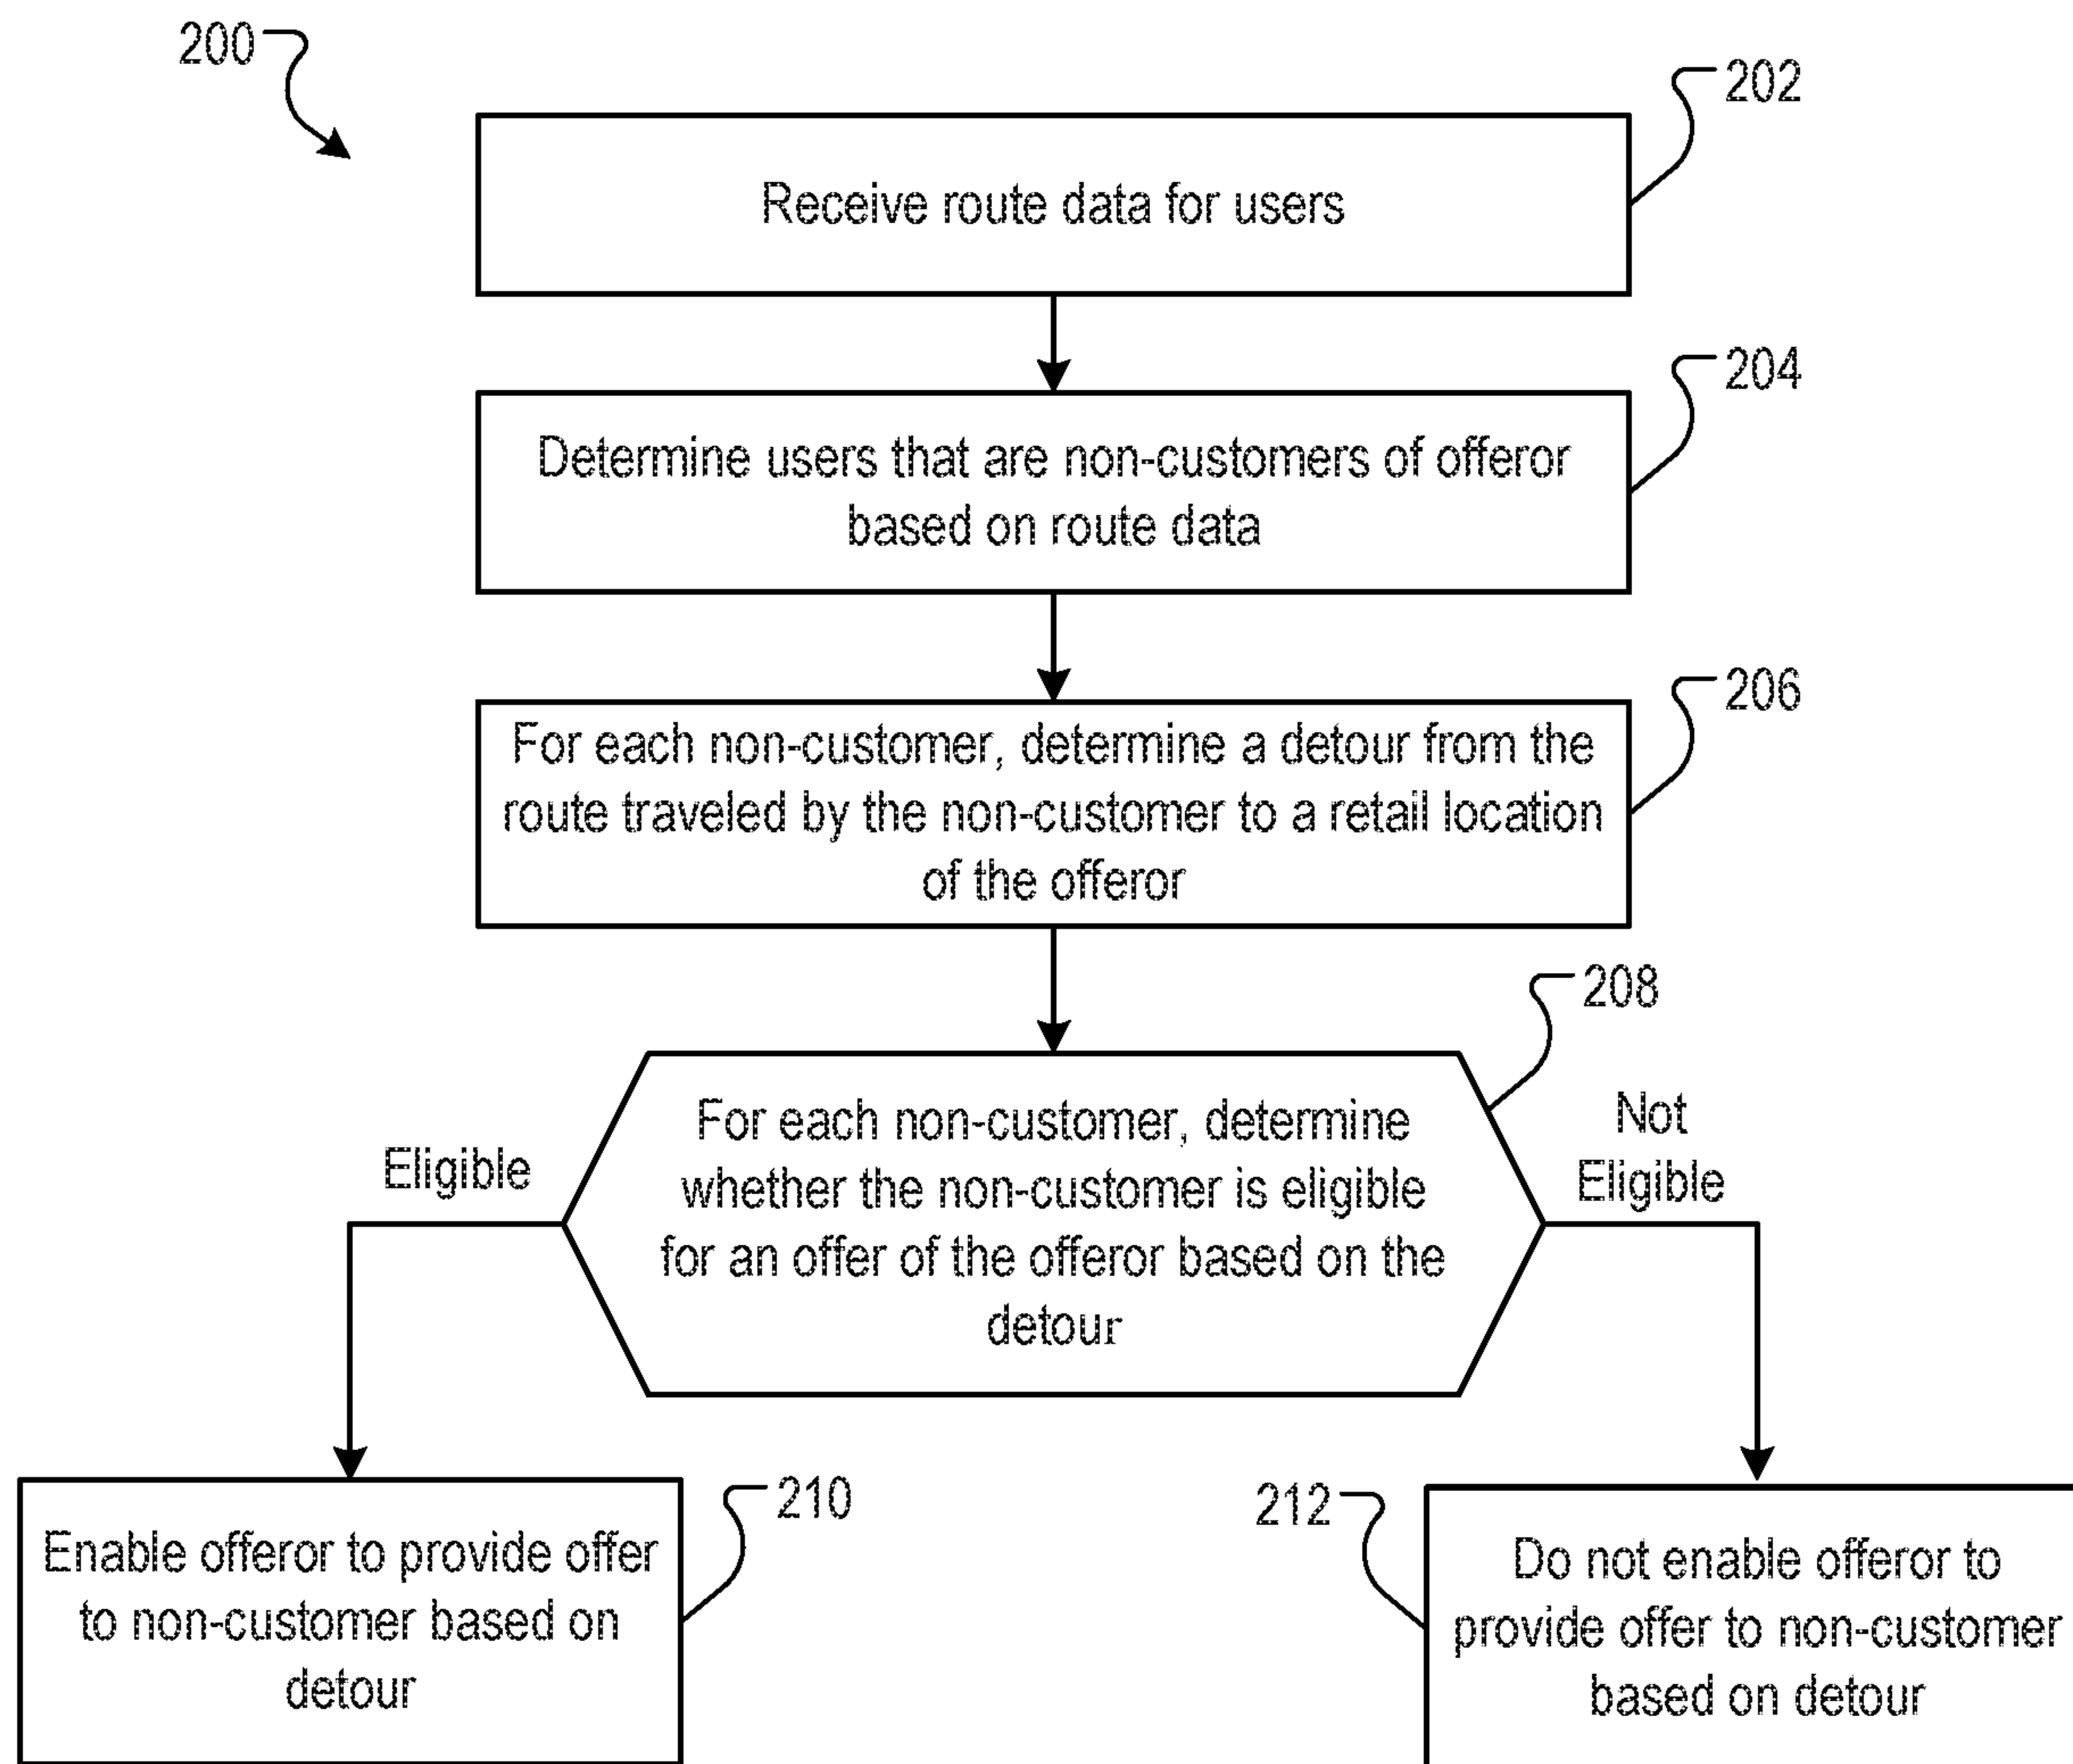 200
202
Receive route data for users
204
Determine users that are non-customers of offeror
based on route data
206
For each non-customer, determine a detour from the
route traveled by the non-customer to a retail location
of the offeror
208
For each non-customer, determine
whether the non-customer is eligible
for an offer of the offeror based on the
detour
Eligible
Not
Eligible
210
Enable offeror to provide offer
to non-customer based on
detour
212
Do not enable offeror to
provide offer to non-customer
based on detour